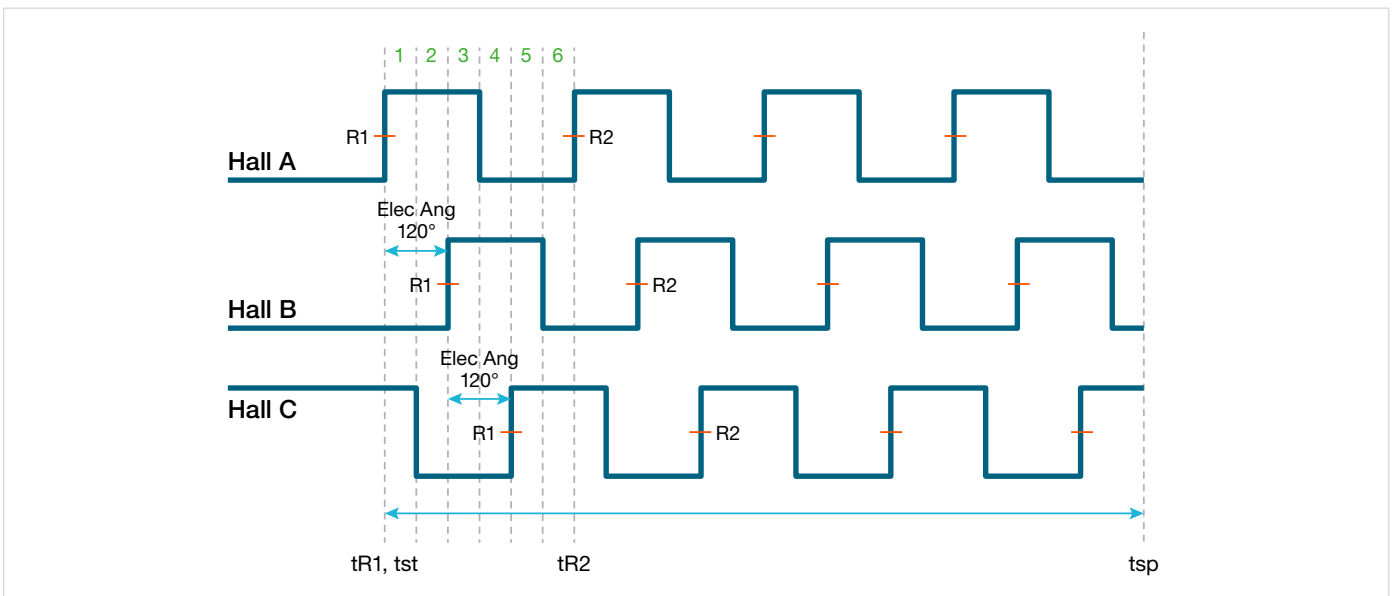 1 2 3 4 5 6
R1 R2
Hall A
Elec Ang
120°
R1 R2
Hall B
Elec Ang
120°
Hall C
R1 R2
tR1, tst tR2 tsp